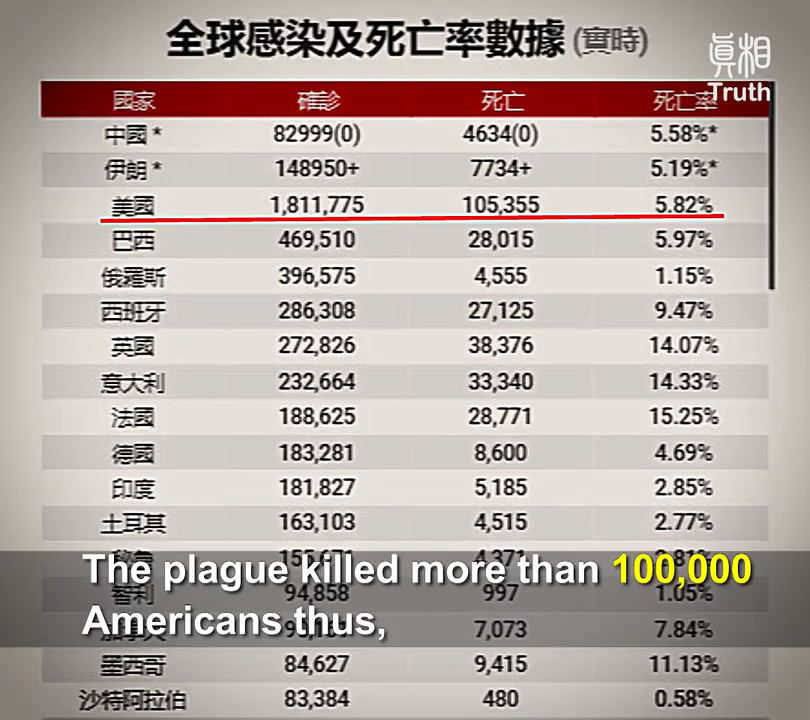 全球感染及死亡率數據 (實時)
真相
Truth
國家 確診 死亡 死亡率
中國 * 82999(0) 4634(0) 5.58%*
伊朗 * 148950+ 7734+ 5.19%*
美國 1,811,775 105,355 5.82%
巴西 469,510 28,015 5.97%
俄羅斯 396,575 4,555 1.15%
西班牙 286,308 27,125 9.47%
英國 272,826 38,376 14.07%
意大利 232,664 33,340 14.33%
法國 188,625 28,771 15.25%
德國 183,281 8,600 4.69%
印度 181,827 5,185 2.85%
土耳其 163,103 4,515 2.77%
The plague killed more than 100,000
智利 94,858 997 1.05%
Americans thus,
7,073 7.84%
墨西哥 84,627 9,415 11.13%
沙特阿拉伯 83,384 480 0.58%